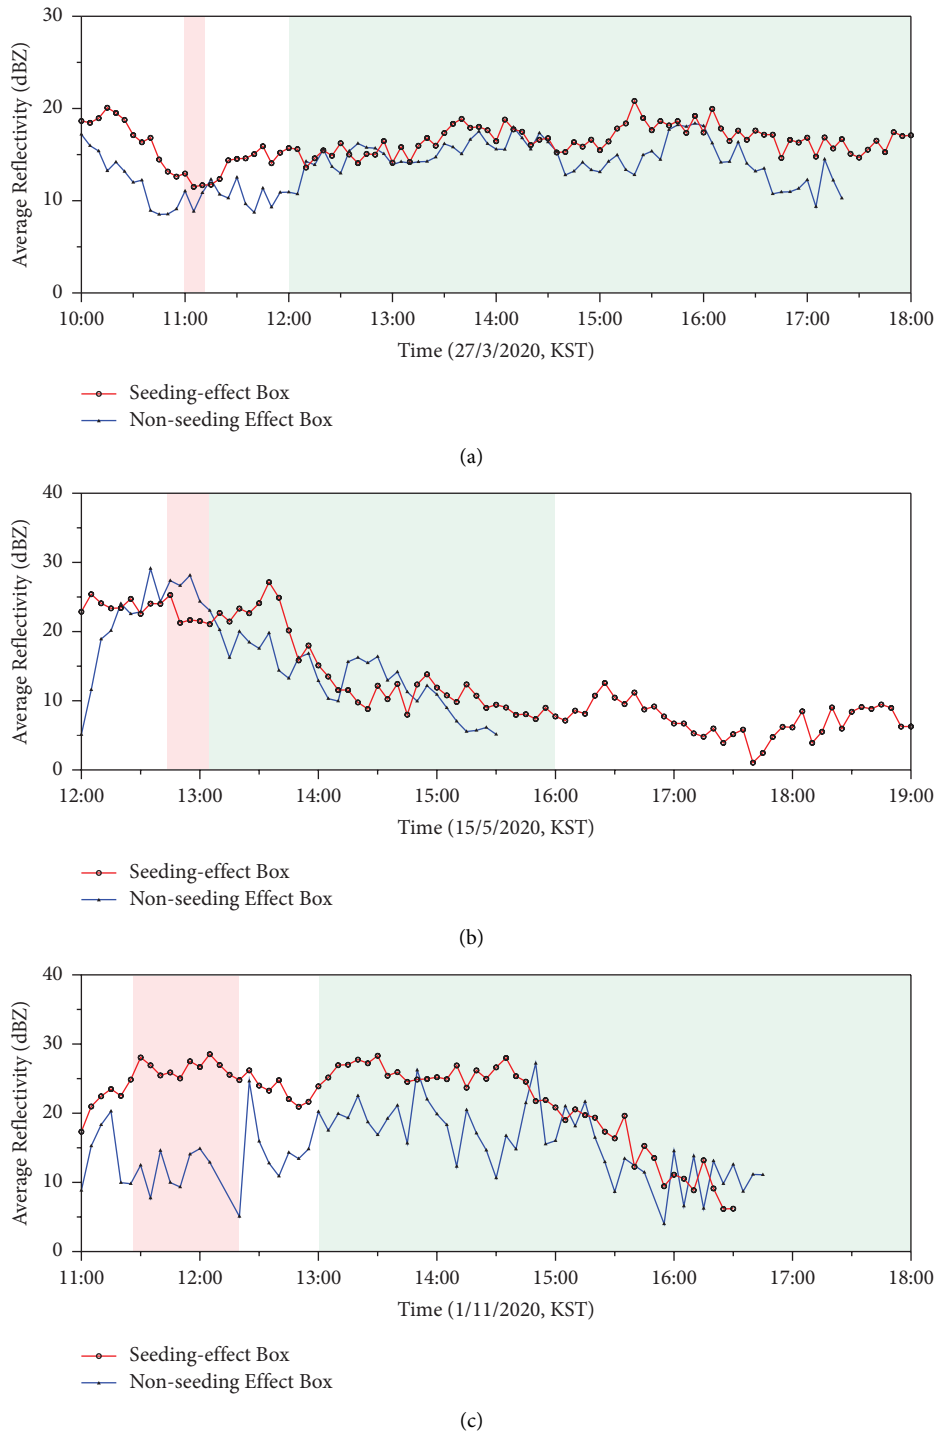 30
20
10
0
Average Reflectivity (dBZ)
10:00 11:00 12:00 13:00 14:00 15:00 16:00 17:00 18:00
Time (27/3/2020, KST)
Seeding-effect Box
Non-seeding Effect Box
(a)
40
30
20
10
0
Average Reflectivity (dBZ)
12:00 13:00 14:00 15:00 16:00 17:00 18:00 19:00
Time (15/5/2020, KST)
Seeding-effect Box
Non-seeding Effect Box
(b)
40
30
20
10
0
Average Reflectivity (dBZ)
11:00 12:00 13:00 14:00 15:00 16:00 17:00 18:00
Time (1/11/2020, KST)
Seeding-effect Box
Non-seeding Effect Box
(c)